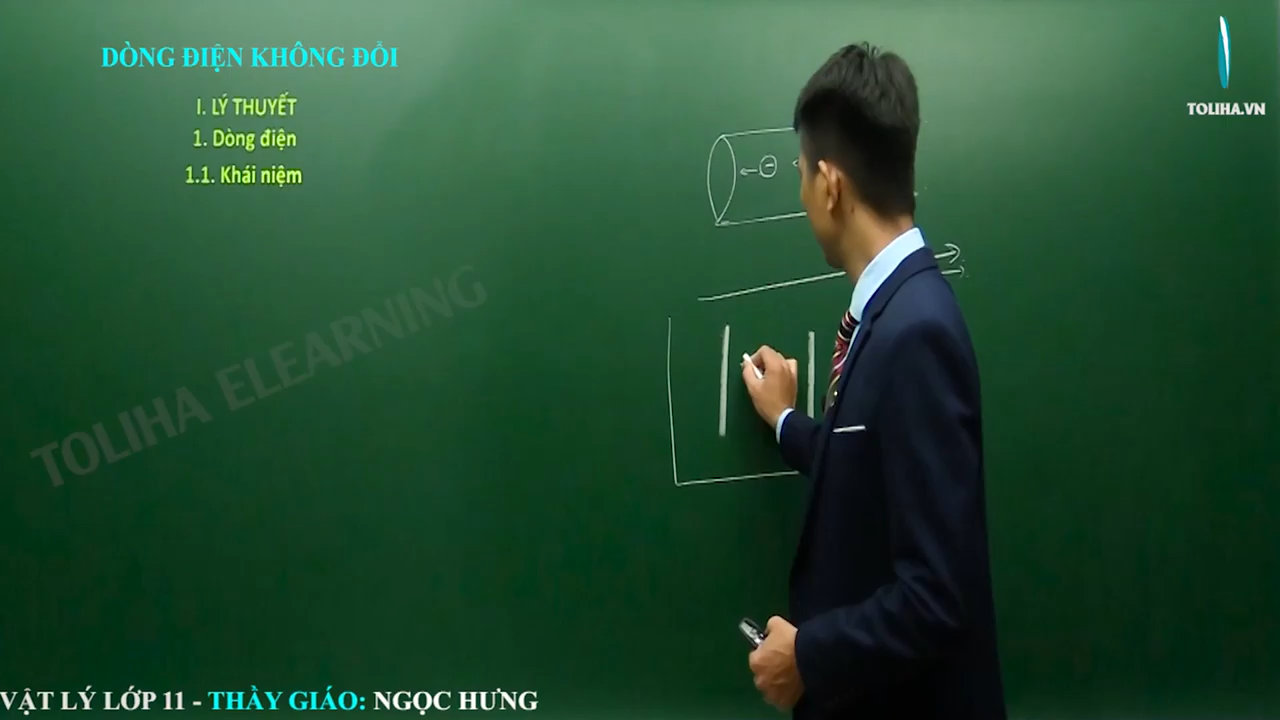 DÒNG ĐIỆN KHÔNG ĐỔI
I. LÝ THUYẾT
1. Dòng điện
1.1. Khái niệm
TOLIHA.VN
TOLIHA ELEARNING
VẬT LÝ LỚP 11 - THẦY GIÁO: NGỌC HƯNG